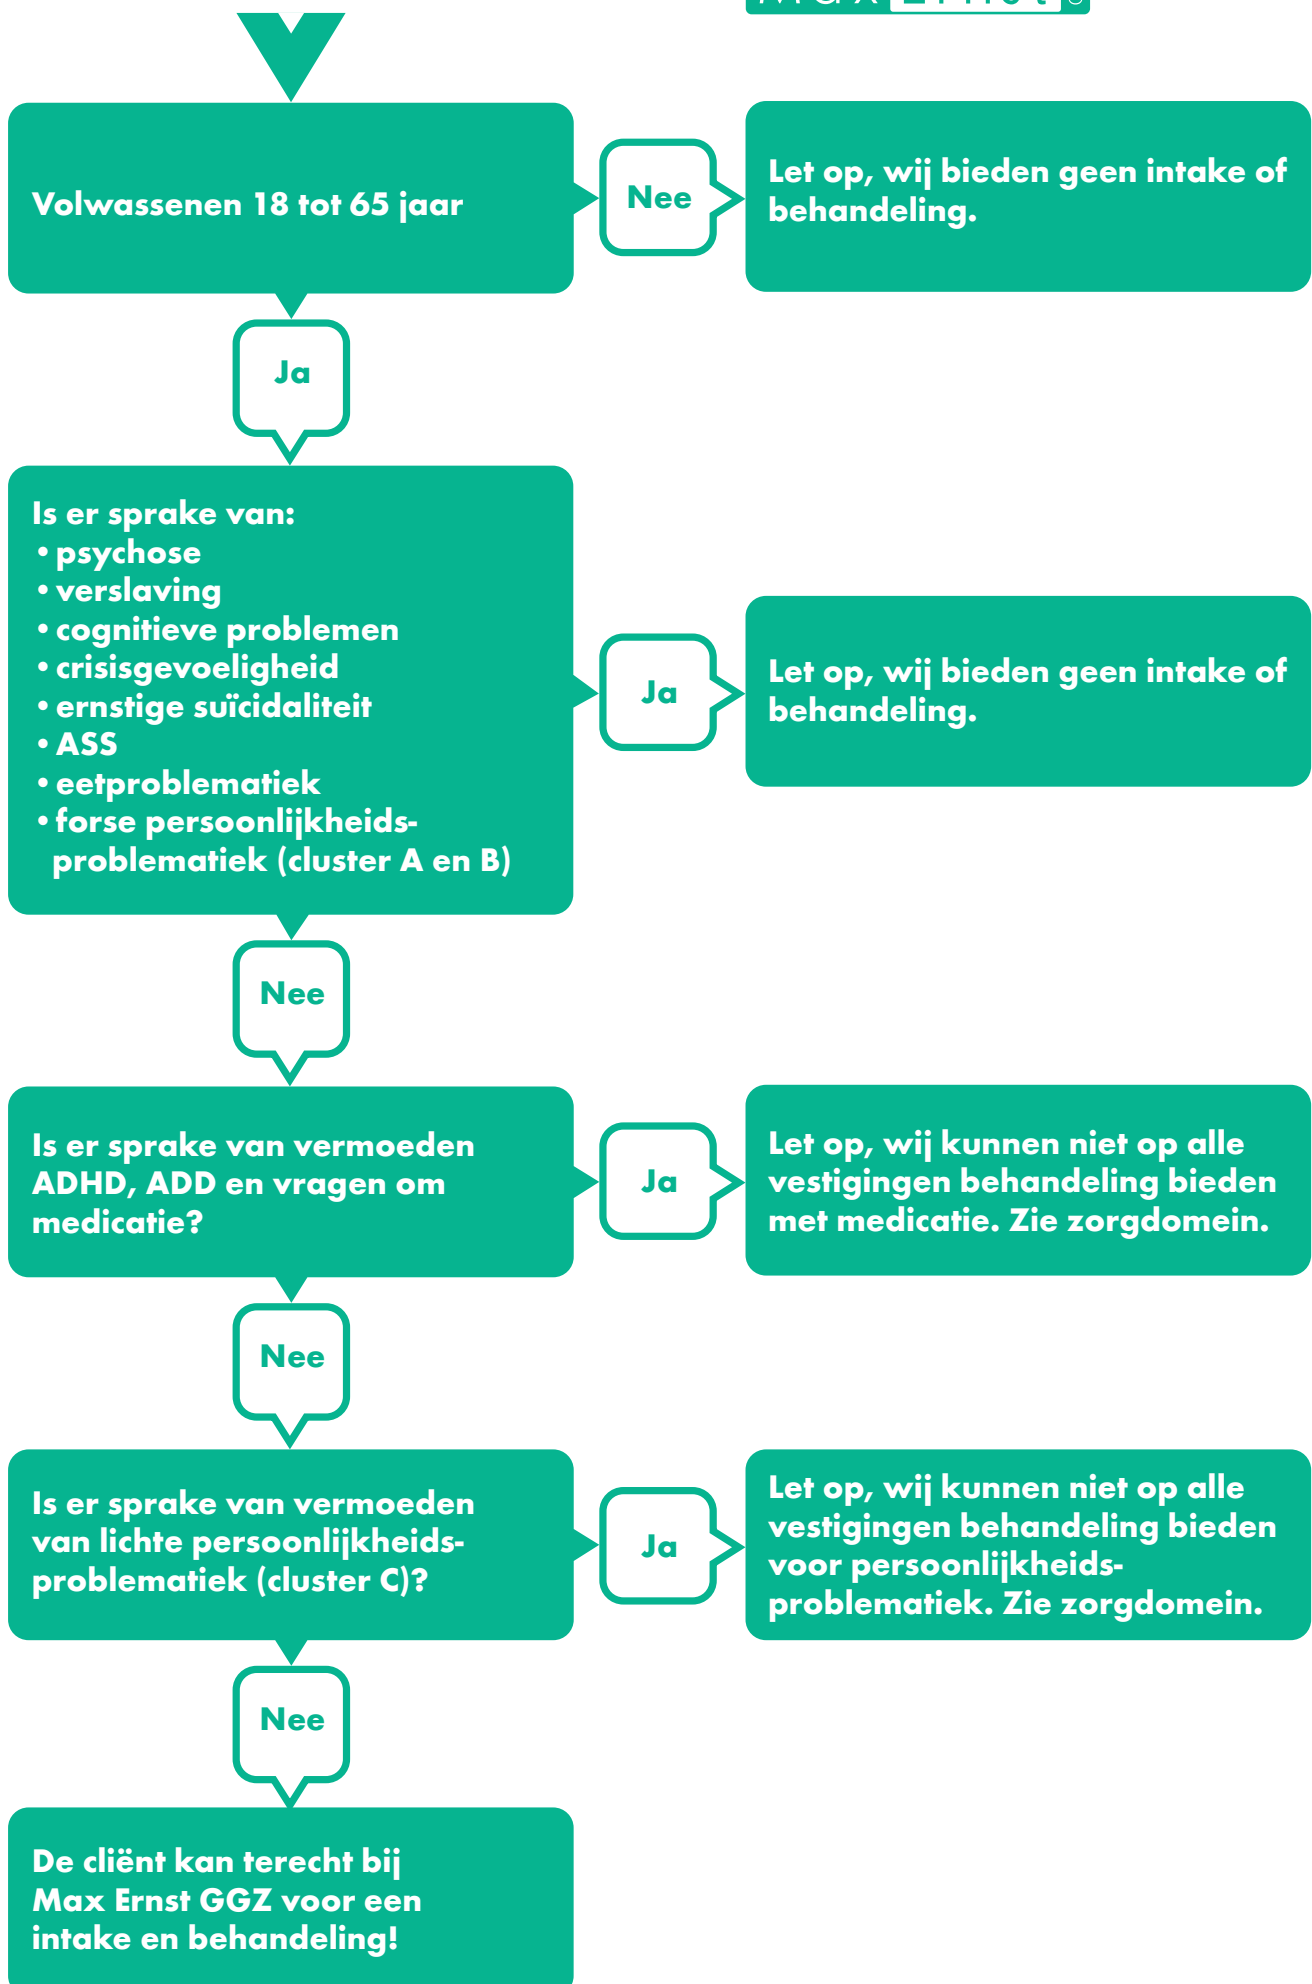 Volwassenen 18 tot 65 jaar
Nee
Let op, wij bieden geen intake of
behandeling.
Ja
Is er sprake van:
• psychose
• verslaving
• cognitieve problemen
• crisisgevoeligheid
• ernstige suïcidaliteit
• ASS
• eetproblematiek
• forse persoonlijkheids-
problematiek (cluster A en B)
Ja
Let op, wij bieden geen intake of
behandeling.
Nee
Is er sprake van vermoeden
ADHD, ADD en vragen om
medicatie?
Ja
Let op, wij kunnen niet op alle
vestigingen behandeling bieden
met medicatie. Zie zorgdomein.
Nee
Is er sprake van vermoeden
van lichte persoonlijkheids-
problematiek (cluster C)?
Ja
Let op, wij kunnen niet op alle
vestigingen behandeling bieden
voor persoonlijkheids-
problematiek. Zie zorgdomein.
Nee
De cliënt kan terecht bij
Max Ernst GGZ voor een
intake en behandeling!